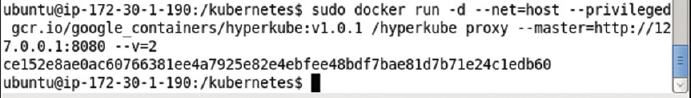 ubuntu@ip-172-30-1-190:/kubernetes$ sudo docker run -d --net=host --privileged
gcr.io/google_containers/hyperkube:v1.0.1 /hyperkube proxy --master=http://12
7.0.0.1:8080 --v=2
ce152e8ae0ac60766381ee4a7925e82e4ebfee48bdf7bae81d7b71e24c1edb60
ubuntu@ip-172-30-1-190:/kubernetes$